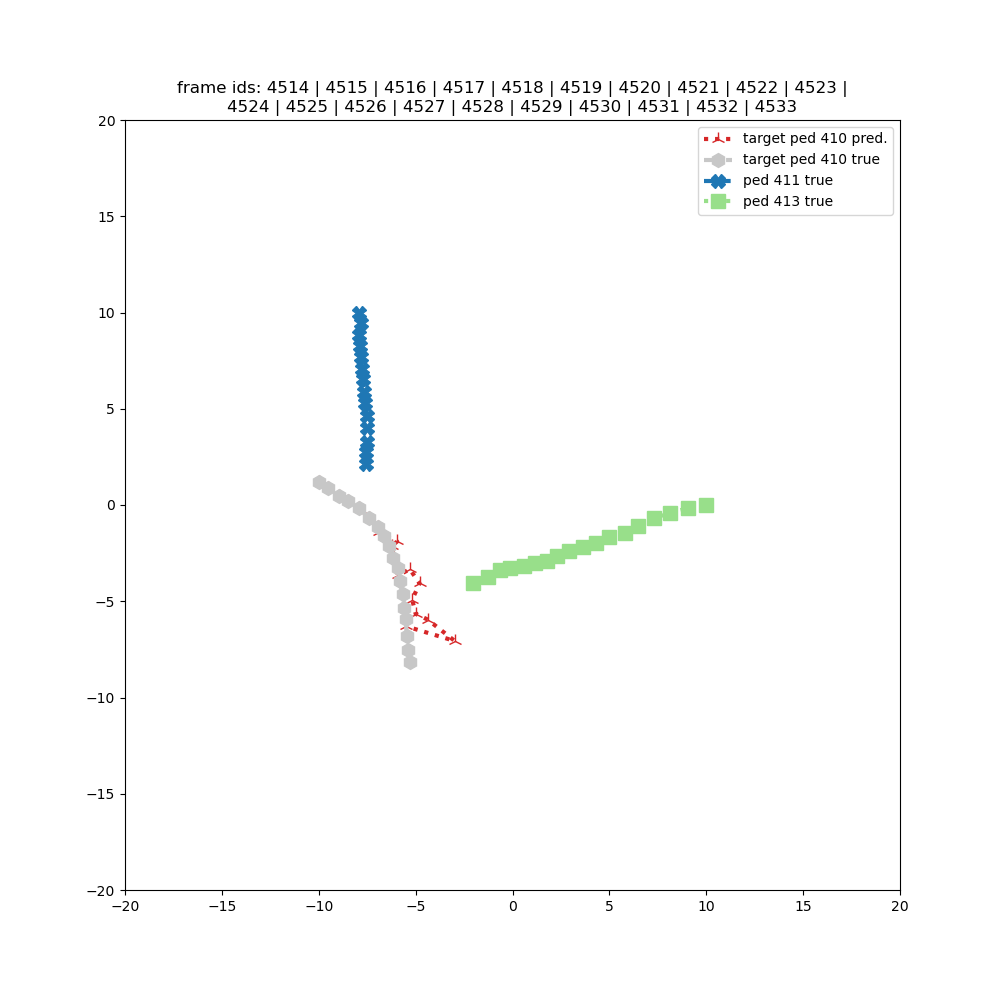 frame ids: 4514 | 4515 | 4516 | 4517 | 4518 | 4519 | 4520 | 4521 | 4522 | 4523 |
4524 | 4525 | 4526 | 4527 | 4528 | 4529 | 4530 | 4531 | 4532 | 4533
target ped 410 pred.
target ped 410 true
ped 411 true
ped 413 true
20
15
10
5
0
−5
−10
−15
−20
−20 −15 −10 −5 0 5 10 15 20